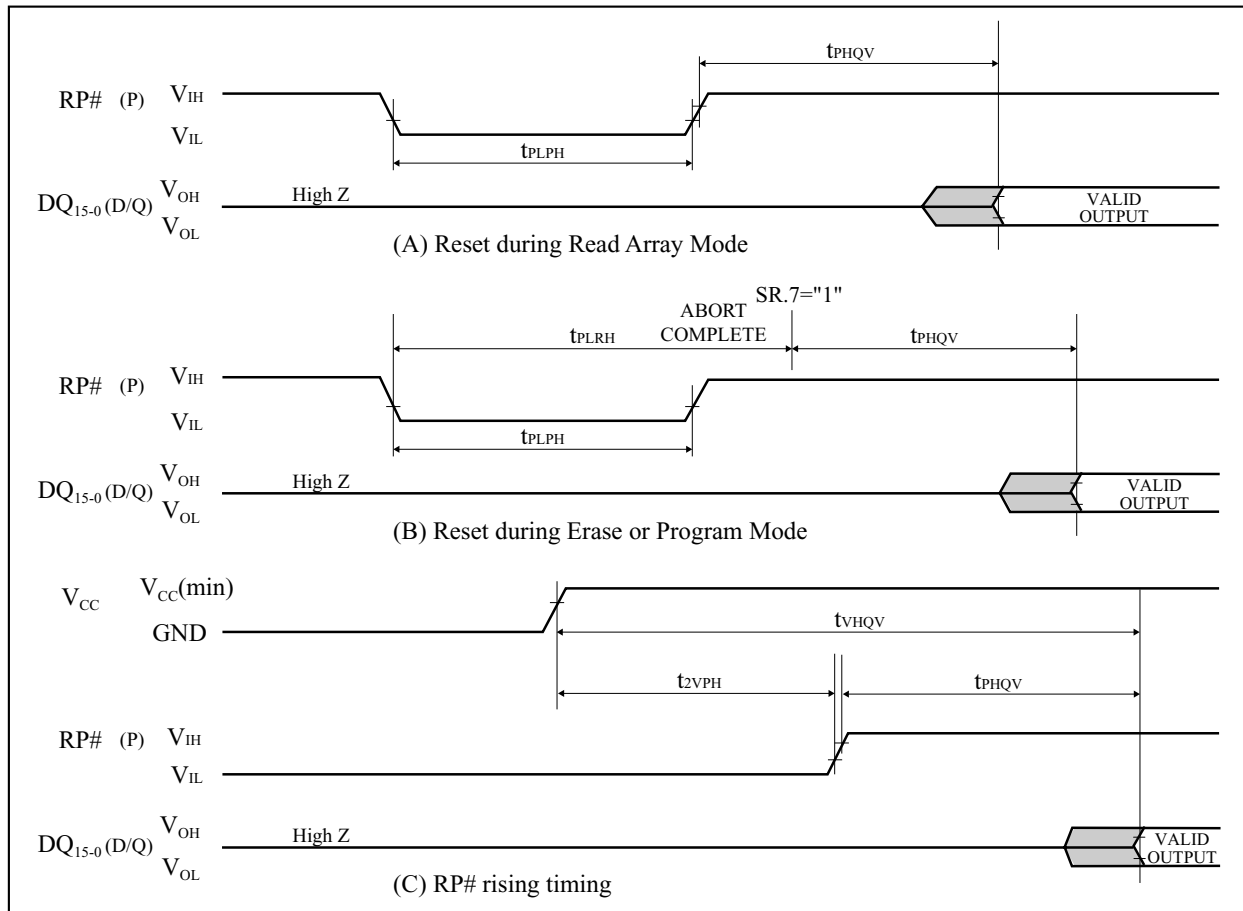 tPHQV
RP# (P) VIH
VIL
tPLPH
DQ15-0 (D/Q) VOH
VOL
High Z
VALID
OUTPUT
(A) Reset during Read Array Mode
SR.7="1"
ABORT
COMPLETE
tPLRH
tPHQV
RP# (P) VIH
VIL
tPLPH
DQ15-0 (D/Q) VOH
VOL
High Z
VALID
OUTPUT
(B) Reset during Erase or Program Mode
VCC VCC(min)
GND
tVHQV
t2VPH
tPHQV
RP# (P) VIH
VIL
DQ15-0 (D/Q) VOH
VOL
High Z
VALID
OUTPUT
(C) RP# rising timing